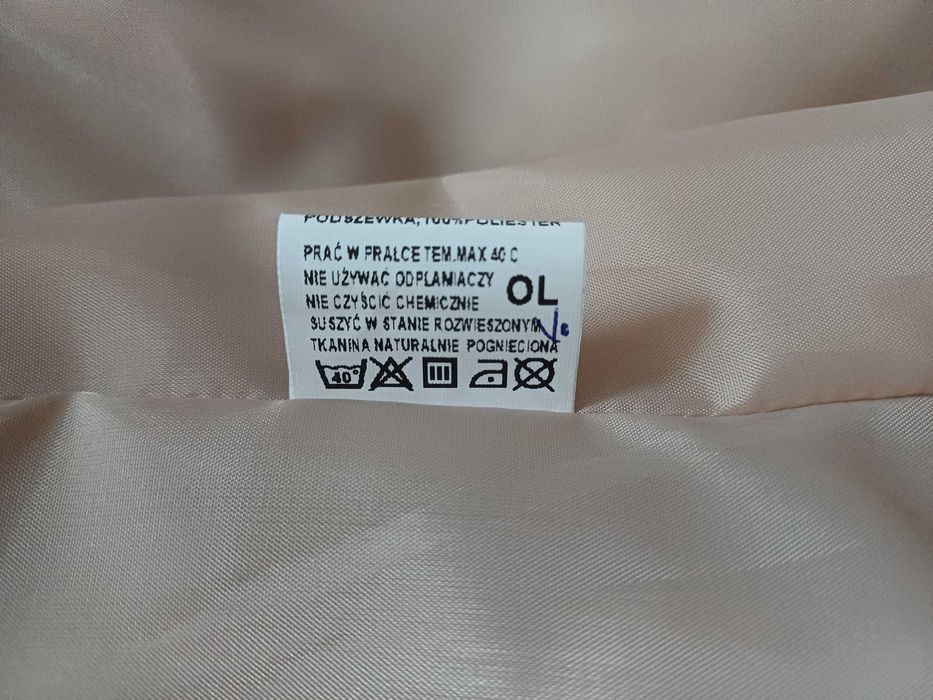 PODSZEWKA; 100% POLIESTER
PRAĆ W PRALCE TEM.MAX 40 C
NIE UŻYWAĆ ODPLAMIACZY
NIE CZYŚCIĆ CHEMICZNIE
OL
SUSZYĆ W STANIE ROZWIESZONYM
TKANINA NATURALNIE POGNIECIONA
40°